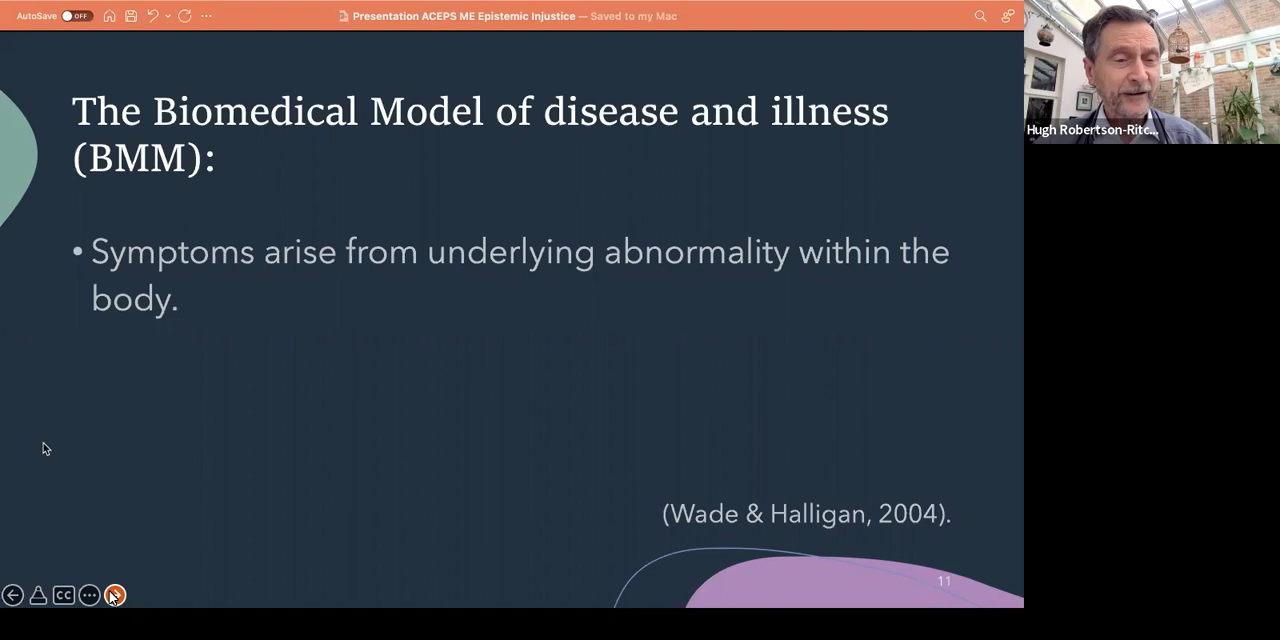 AutoSave OFF
Presentation ACEPS ME Epistemic Injustice — Saved to my Mac
Hugh Robertson-Ritc...
The Biomedical Model of disease and illness
(BMM):
• Symptoms arise from underlying abnormality within the
body.
(Wade & Halligan, 2004).
11
CC